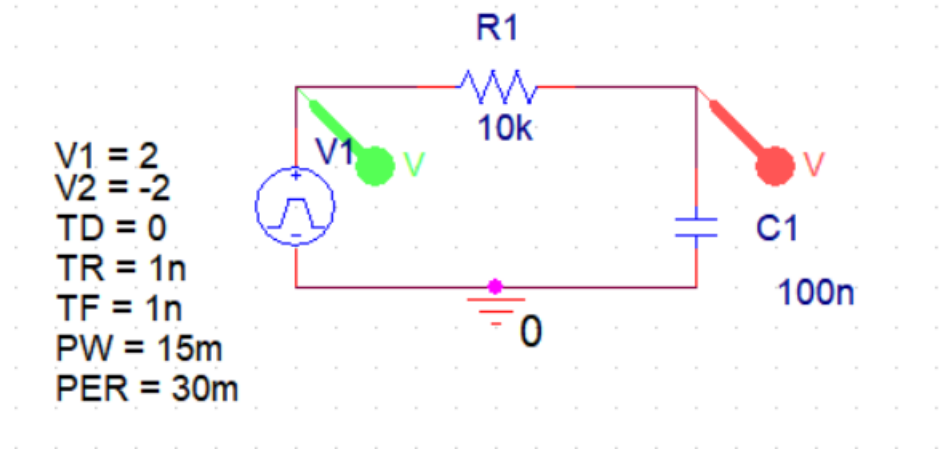 R1
10k
V1
V
V
V1 = 2
V2 = -2
TD = 0
TR = 1n
TF = 1n
PW = 15m
PER = 30m
C1
100n
0